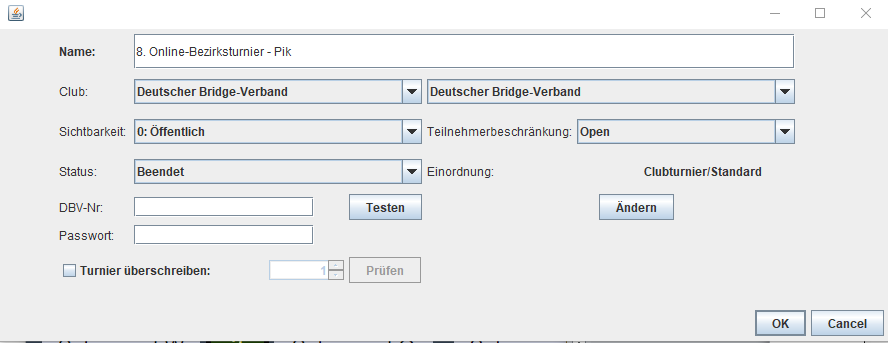 Name: 8. Online-Bezirksturnier - Pik
Club: Deutscher Bridge-Verband Deutscher Bridge-Verband
Sichtbarkeit: 0: Öffentlich Teilnehmerbeschränkung: Open
Status: Beendet Einordnung: Clubturnier/Standard
DBV-Nr: Testen Ändern
Passwort:
Turnier überschreiben: 1 Prüfen
OK Cancel